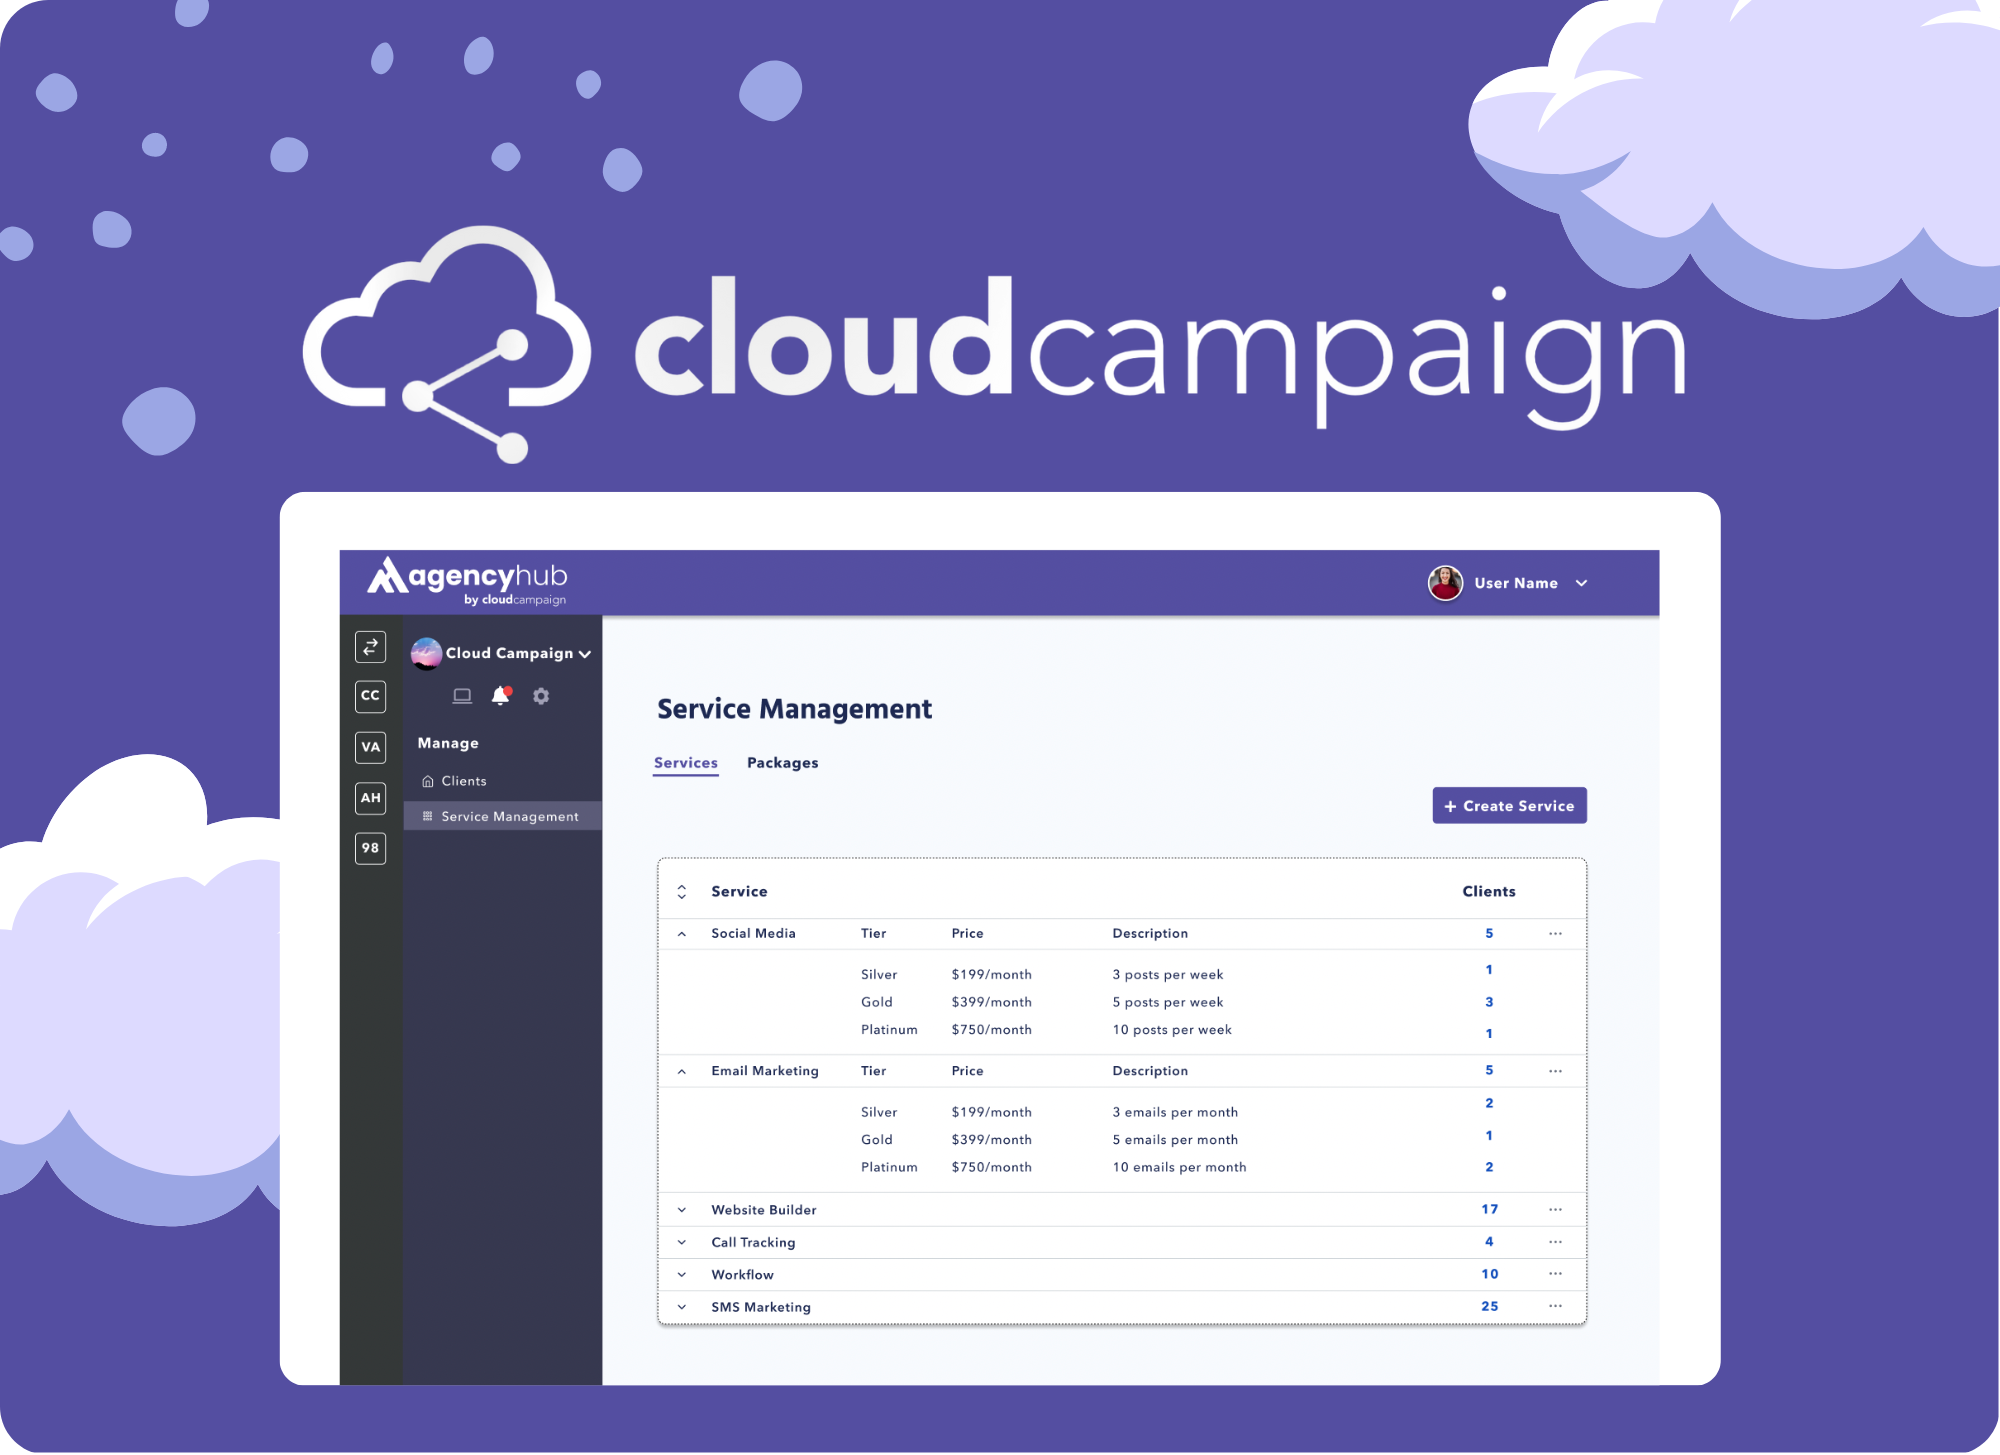 cloudcampaign
agencyhub
by cloudcampaign
User Name
Cloud Campaign
CC
VA
AH
98
Manage
Clients
Service Management
Service Management
Services Packages
+ Create Service
Service Clients
Social Media Tier Price Description 5 ...
Silver $199/month 3 posts per week 1
Gold $399/month 5 posts per week 3
Platinum $750/month 10 posts per week 1
Email Marketing Tier Price Description 5 ...
Silver $199/month 3 emails per month 2
Gold $399/month 5 emails per month 1
Platinum $750/month 10 emails per month 2
Website Builder 17 ...
Call Tracking 4 ...
Workflow 10 ...
SMS Marketing 25 ...